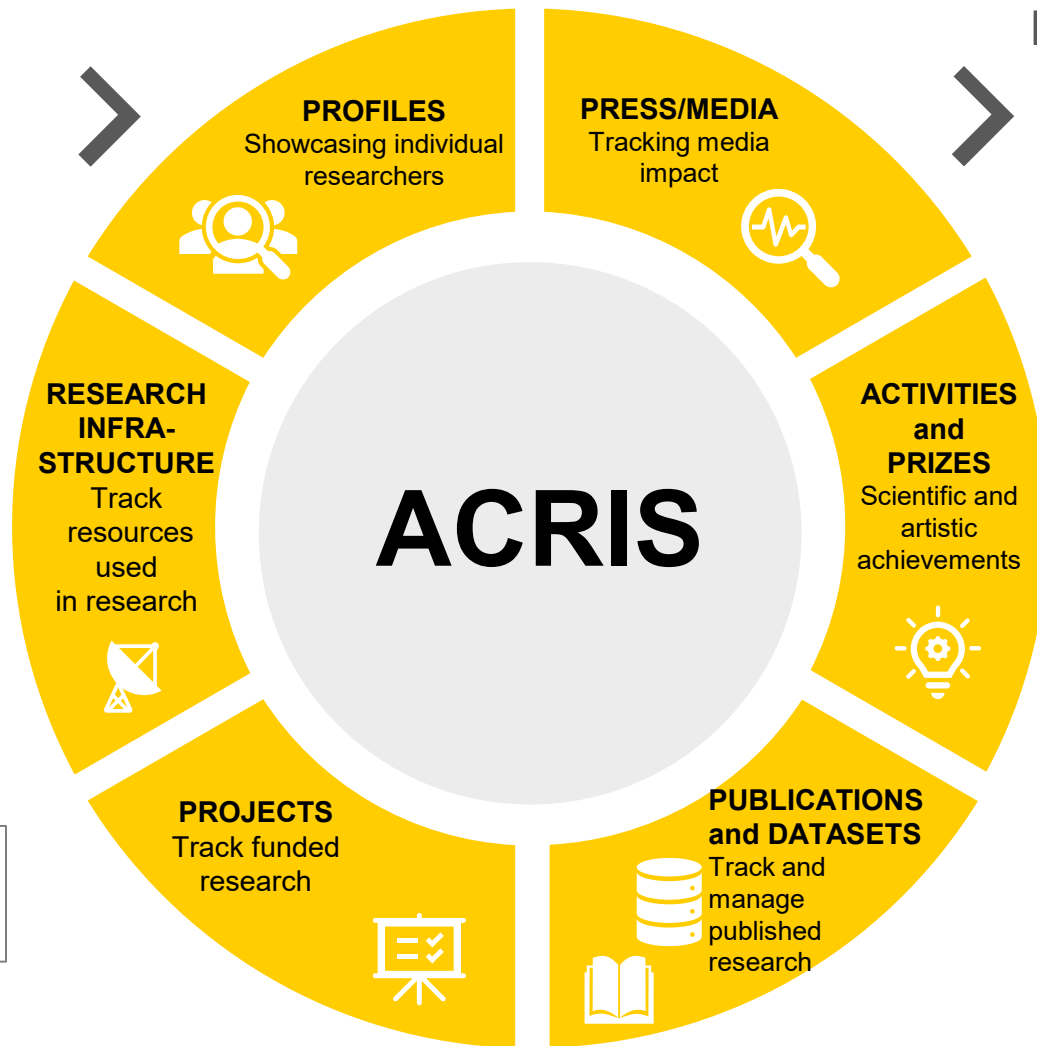 PROFILES
Showcasing individual
researchers
PRESS/MEDIA
Tracking media
impact
RESEARCH
INFRA-
STRUCTURE
Track
resources
used
in research
ACRIS
ACTIVITIES
and
PRIZES
Scientific and
artistic
achievements
PROJECTS
Track funded
research
PUBLICATIONS
and DATASETS
Track and
manage
published
research